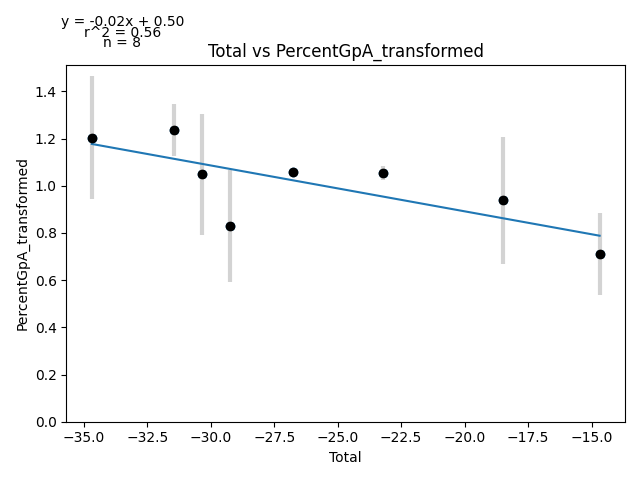 y = -0.02x + 0.50
r^2 = 0.56
n = 8
Total vs PercentGpA_transformed
PercentGpA_transformed
1.4
1.2
1.0
0.8
0.6
0.4
0.2
0.0
−35.0 −32.5 −30.0 −27.5 −25.0 −22.5 −20.0 −17.5 −15.0
Total